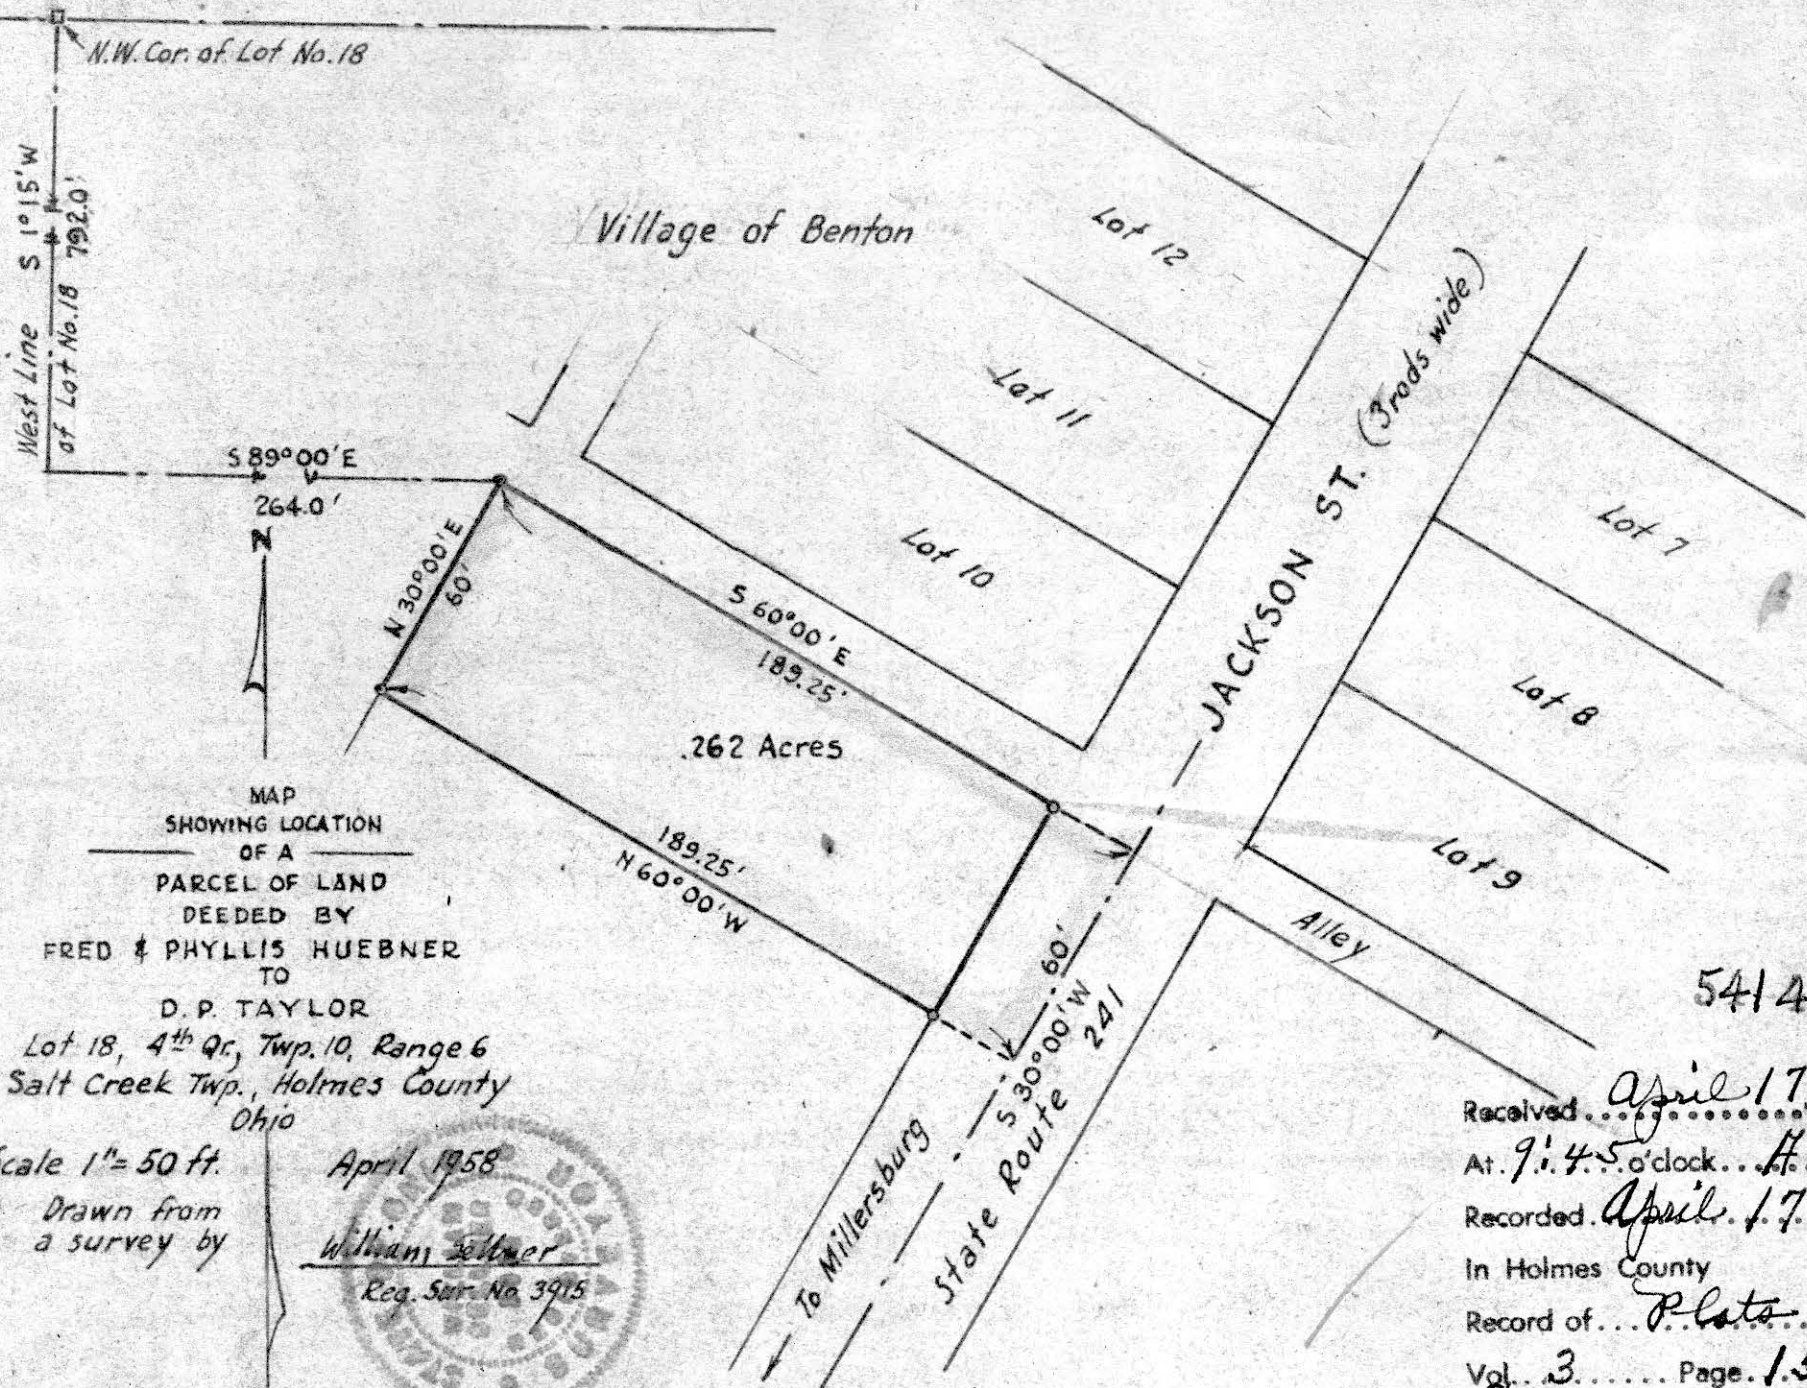 N.W. Cor. of Lot No. 18
West Line S 1°15'W
of Lot No. 18 792.0'
Village of Benton
Lot 12
Lot 11
Lot 10
JACKSON ST. (3 rods wide)
Lot 7
Lot 8
Lot 9
Alley
S 89°00'E
264.0'
N
N 30°00'E
60'
S 60°00'E
189.25'
.262 Acres
189.25'
N 60°00'W
60'
S 30°00'W
State Route 241
To Millersburg
MAP
SHOWING LOCATION
OF A
PARCEL OF LAND
DEEDED BY
FRED & PHYLLIS HUEBNER
TO
D. P. TAYLOR
Lot 18, 4th Qr., Twp. 10, Range 6
Salt Creek Twp., Holmes County
Ohio
Scale 1"= 50 ft.
April 1958
Drawn from
a survey by
William
Reg. Sur. No. 3915
5414
Received April 17
At 9:45 o'clock A
Recorded April 17
In Holmes County
Record of Plats
Vol. 3 Page